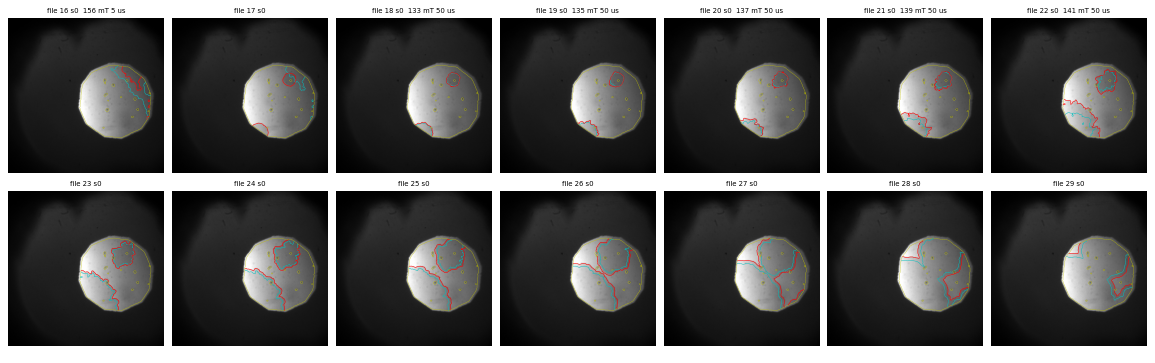 file 16 s0  156 mT 5 us
file 17 s0
file 18 s0  133 mT 50 us
file 19 s0  135 mT 50 us
file 20 s0  137 mT 50 us
file 21 s0  139 mT 50 us
file 22 s0  141 mT 50 us
file 23 s0
file 24 s0
file 25 s0
file 26 s0
file 27 s0
file 28 s0
file 29 s0